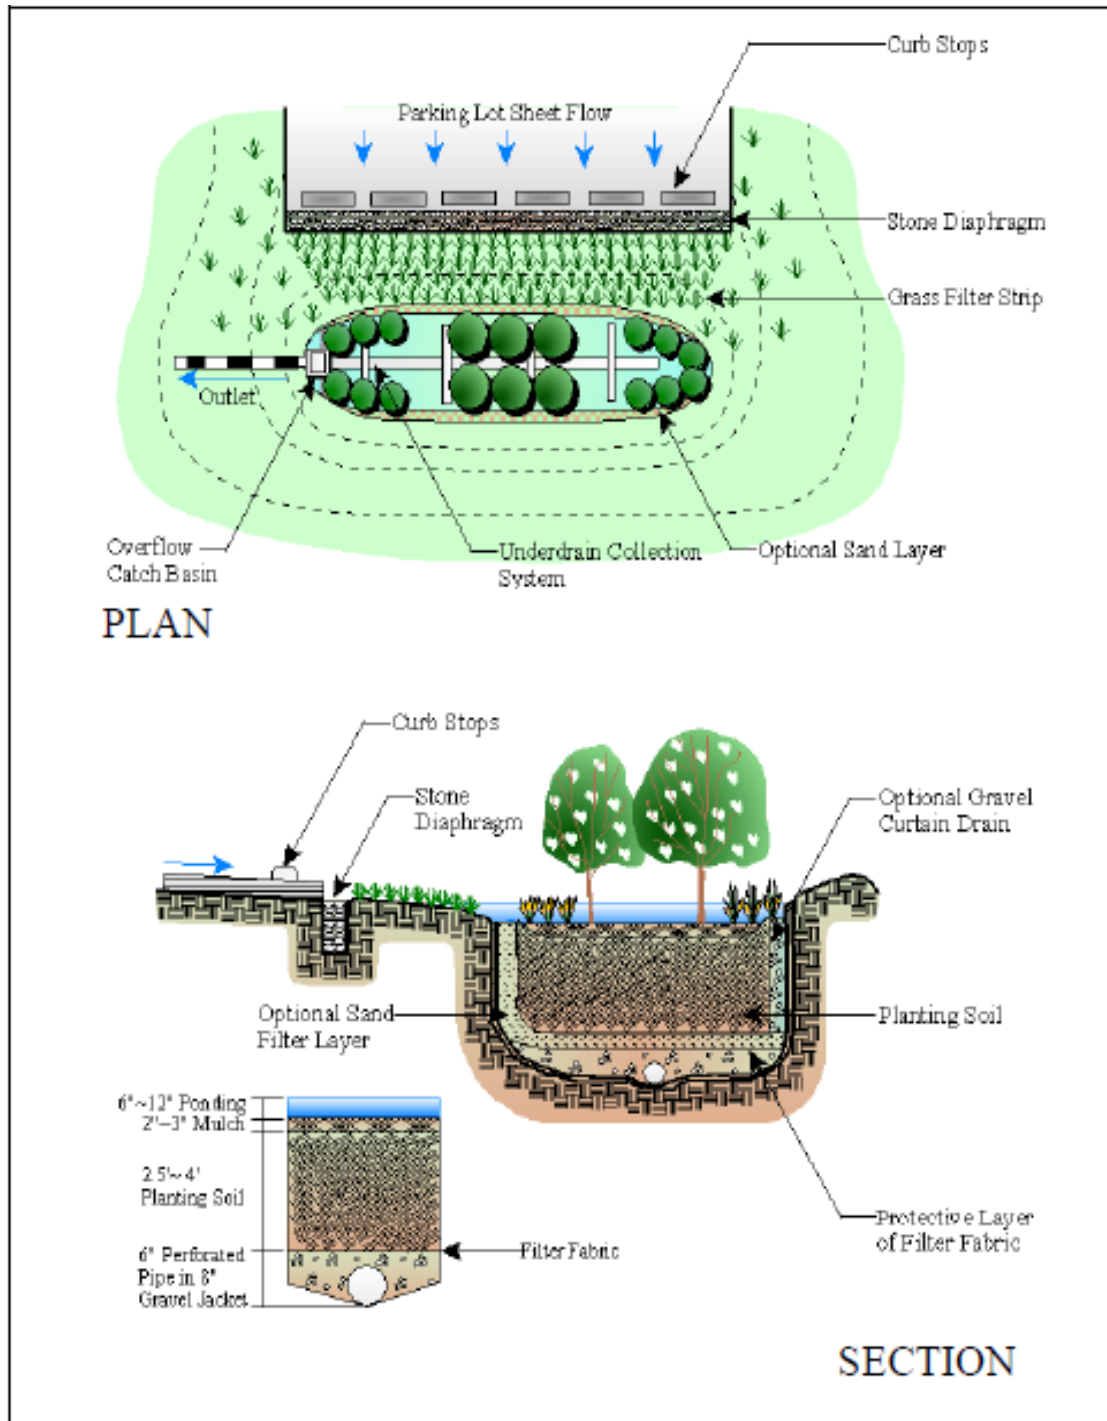 Curb Stops
Parking Lot Sheet Flow
Stone Diaphragm
Grass Filter Strip
Outlet
Overflow
Catch Basin
Underdrain Collection
System
Optional Sand Layer
PLAN
Curb Stops
Stone
Diaphragm
Optional Gravel
Curtain Drain
Optional Sand
Filter Layer
Planting Soil
6"~12" Ponding
2"-3" Mulch
2.5'~4'
Planting Soil
6" Perforated
Pipe in 8"
Gravel Jacket
Filter Fabric
Protective Layer
of Filter Fabric
SECTION